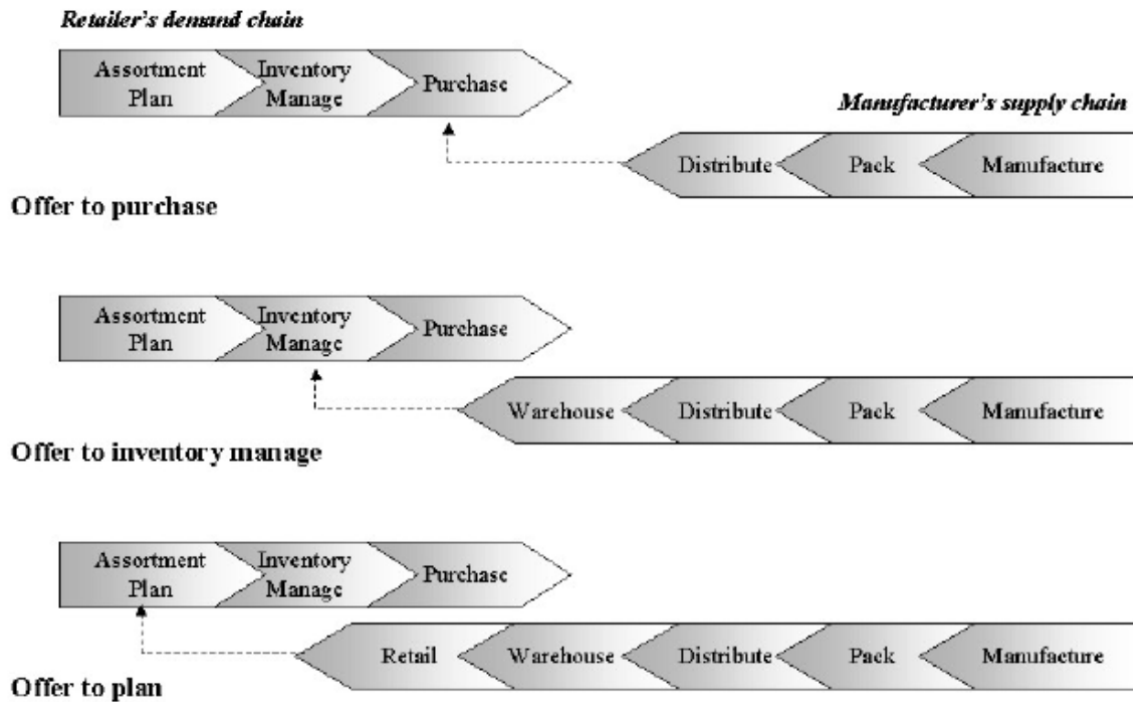 Retailer's demand chain
Assortment
Plan
Inventory
Manage
Purchase
Manufacturer's supply chain
Distribute
Pack
Manufacture
Offer to purchase
Assortment
Plan
Inventory
Manage
Purchase
Warehouse
Distribute
Pack
Manufacture
Offer to inventory manage
Assortment
Plan
Inventory
Manage
Purchase
Retail
Warehouse
Distribute
Pack
Manufacture
Offer to plan